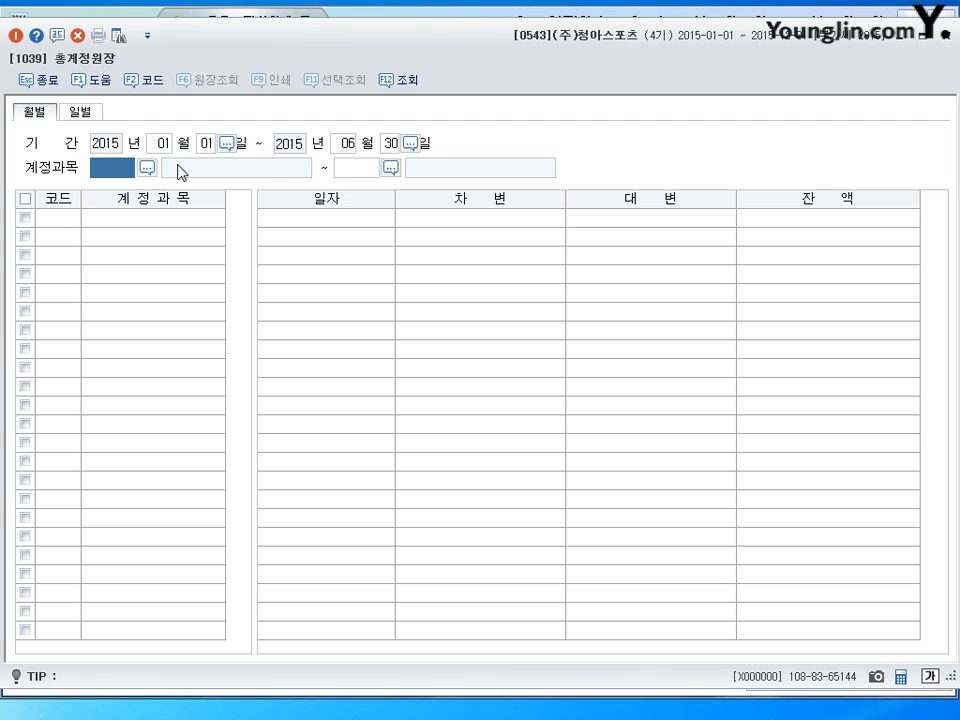 Younglin.com Y.
[0543](주)청아스포츠 (4기) 2015-01-01 ~
[1039] 총계정원장
Esc 종료 F1 도움 F2 코드 F6 원장조회 F9 인쇄 F11 선택조회 F12 조회
월별 일별
기 간 2015 년 01 월 01 일 ~ 2015 년 06 월 30 일
계정과목 ~
코드 계 정 과 목 일자 차 변 대 변 잔 액
TIP : [X000000] 108-83-65144 가